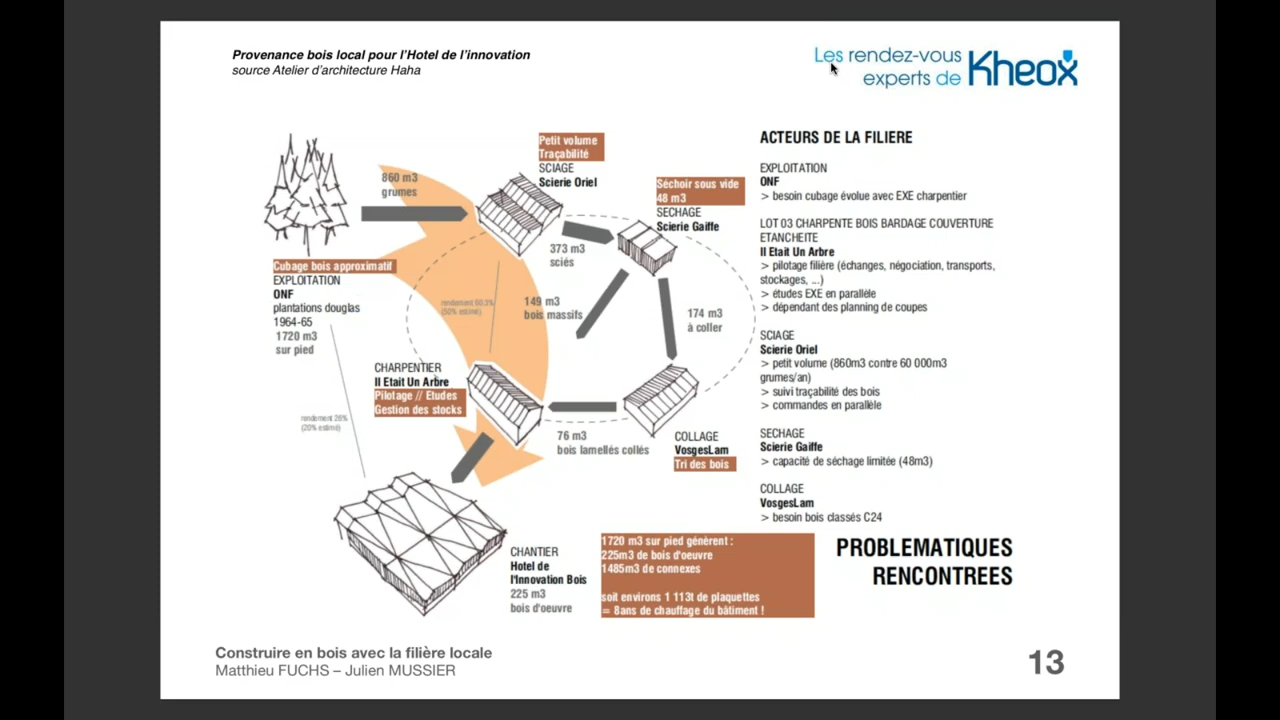 Provenance bois local pour l'Hotel de l'innovation
source Atelier d'architecture Haha
Les rendez-vous
experts de Kheox
860 m3
grumes
Petit volume
Traçabilité
SCIAGE
Scierie Oriel
Séchoir sous vide
48 m3
SECHAGE
Scierie Gaiffe
373 m3
sciés
Cubage bois approximatif
EXPLOITATION
ONF
plantations douglas
1964-65
1720 m3
sur pied
rendement 60,3%
(50% estimé)
149 m3
bois massifs
174 m3
à coller
CHARPENTIER
Il Etait Un Arbre
Pilotage // Etudes
Gestion des stocks
rendement 26%
(20% estimé)
76 m3
bois lamellés collés
COLLAGE
VosgesLam
Tri des bois
CHANTIER
Hotel de
l'Innovation Bois
225 m3
bois d'oeuvre
1720 m3 sur pied génèrent :
225m3 de bois d'oeuvre
1485m3 de connexes
soit environs 1 113t de plaquettes
= 8ans de chauffage du bâtiment !
ACTEURS DE LA FILIERE
EXPLOITATION
ONF
> besoin cubage évolue avec EXE charpentier
LOT 03 CHARPENTE BOIS BARDAGE COUVERTURE
ETANCHEITE
Il Etait Un Arbre
> pilotage filière (échanges, négociation, transports,
stockages, ...)
> études EXE en parallèle
> dépendant des planning de coupes
SCIAGE
Scierie Oriel
> petit volume (860m3 contre 60 000m3
grumes/an)
> suivi traçabilité des bois
> commandes en parallèle
SECHAGE
Scierie Gaiffe
> capacité de séchage limitée (48m3)
COLLAGE
VosgesLam
> besoin bois classés C24
PROBLEMATIQUES
RENCONTREES
Construire en bois avec la filière locale
Matthieu FUCHS – Julien MUSSIER
13